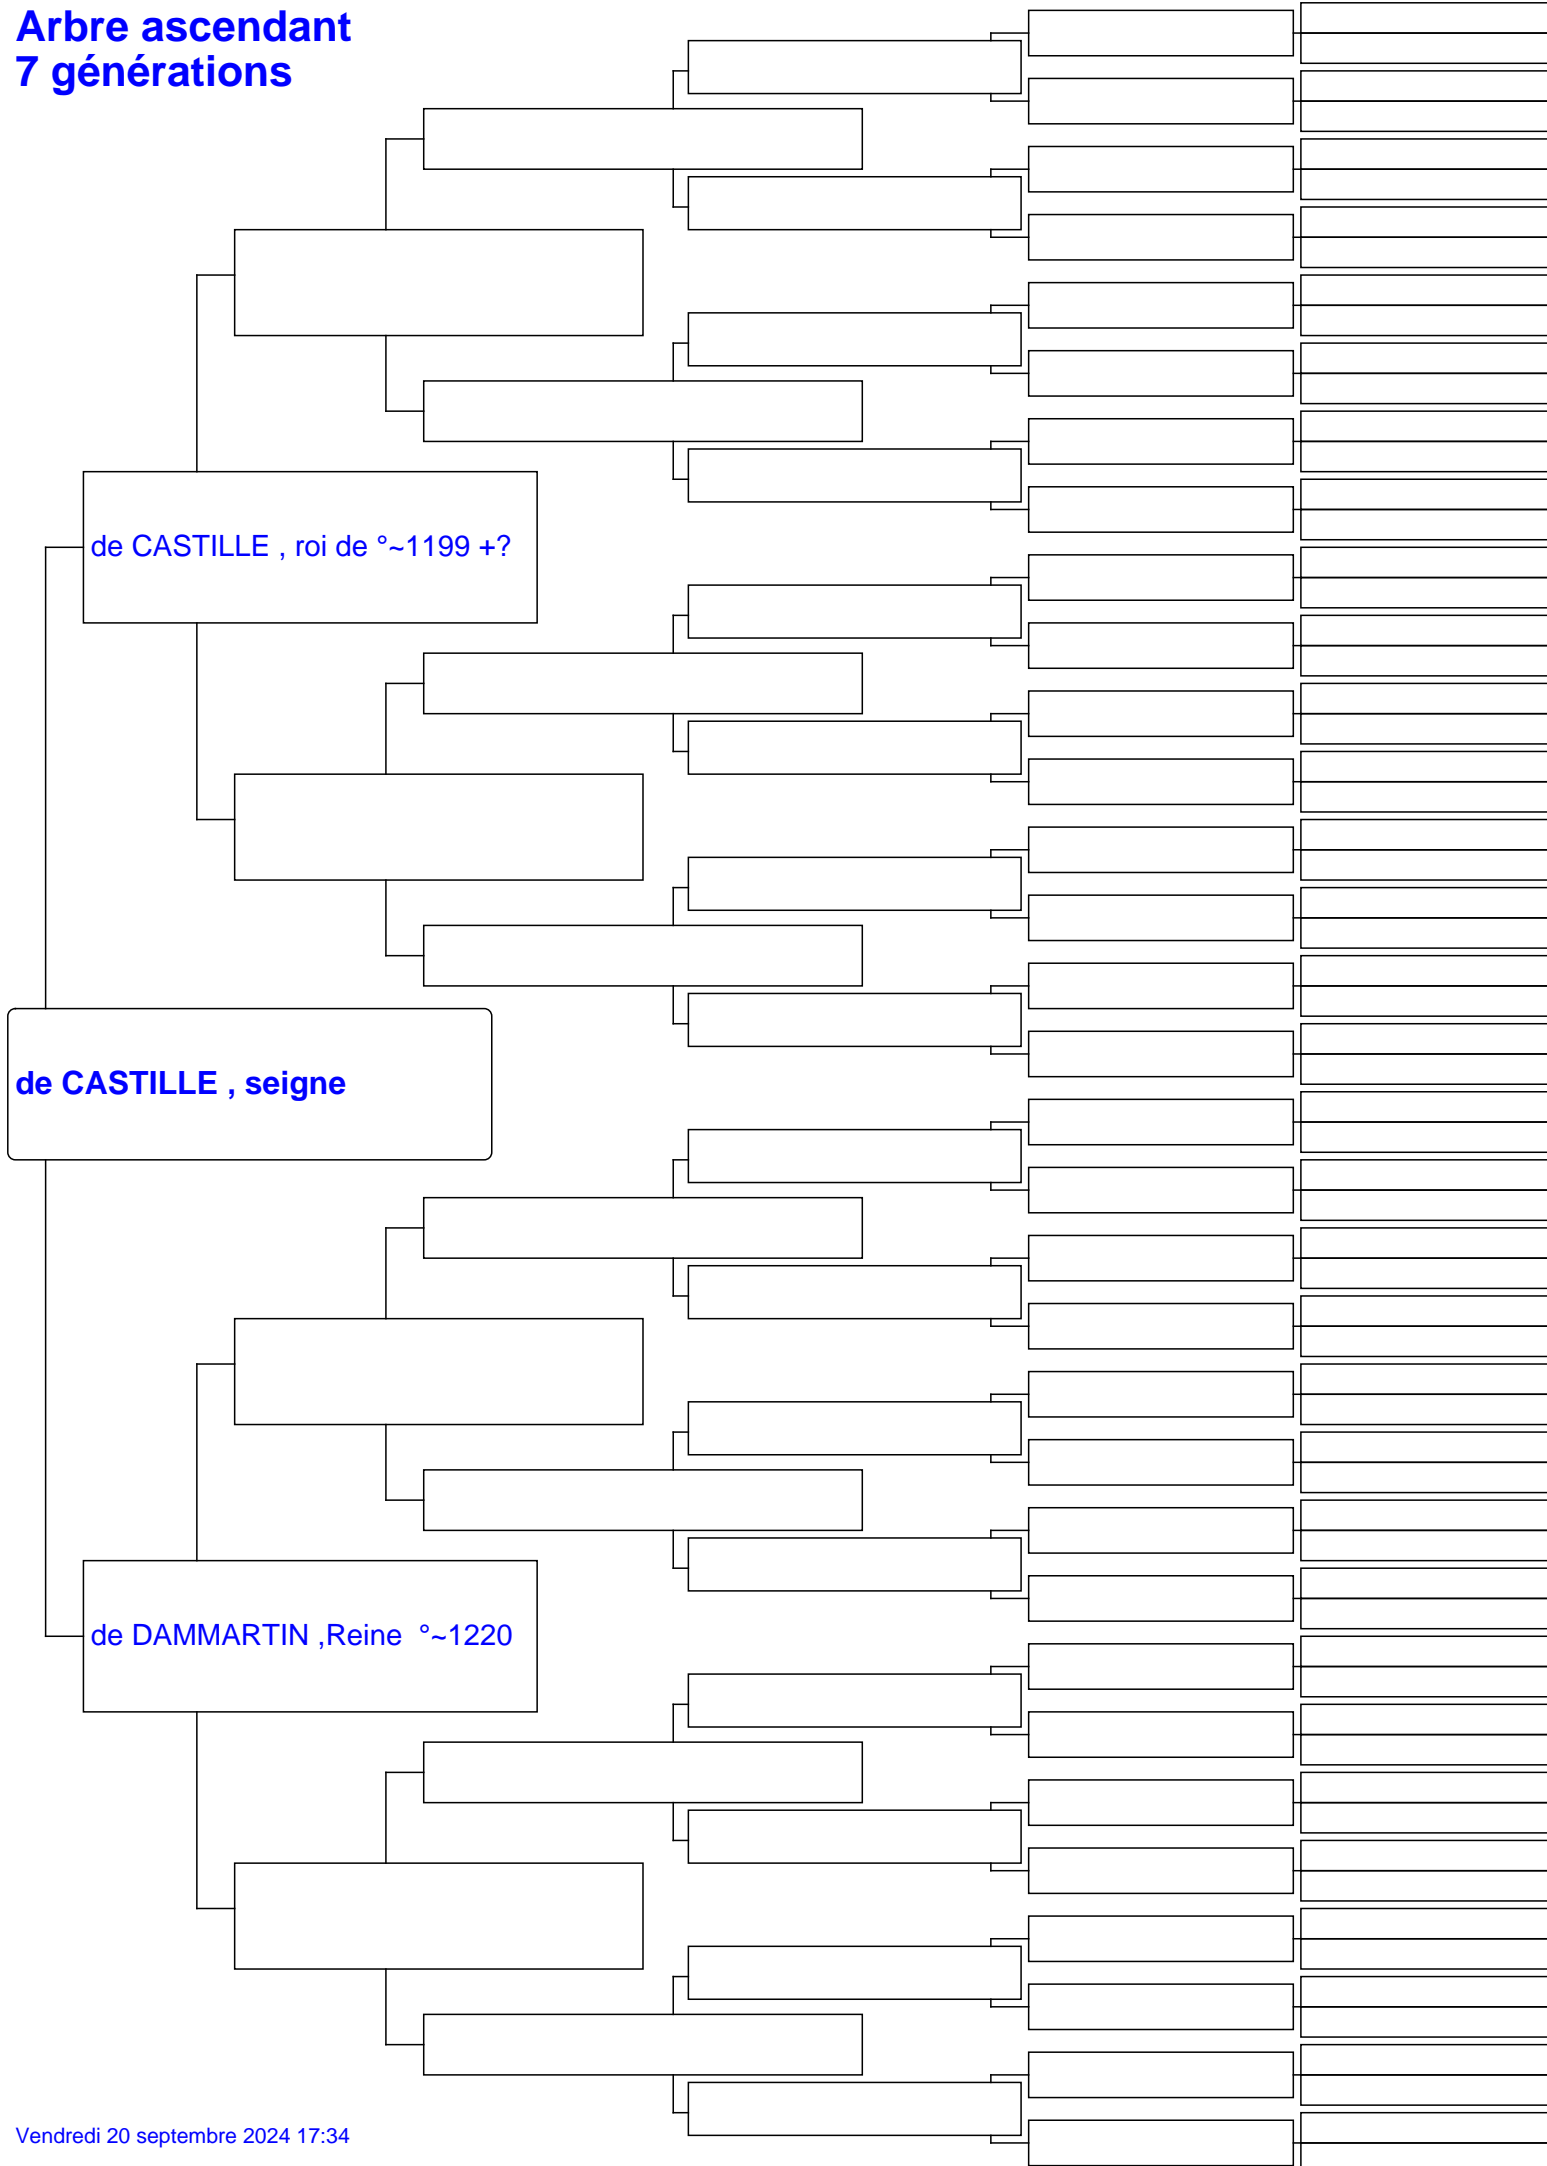 Arbre ascendant
7 générations
de CASTILLE , roi de °~1199 +?
de CASTILLE , seigne
de DAMMARTIN ,Reine  °~1220
Vendredi 20 septembre 2024 17:34